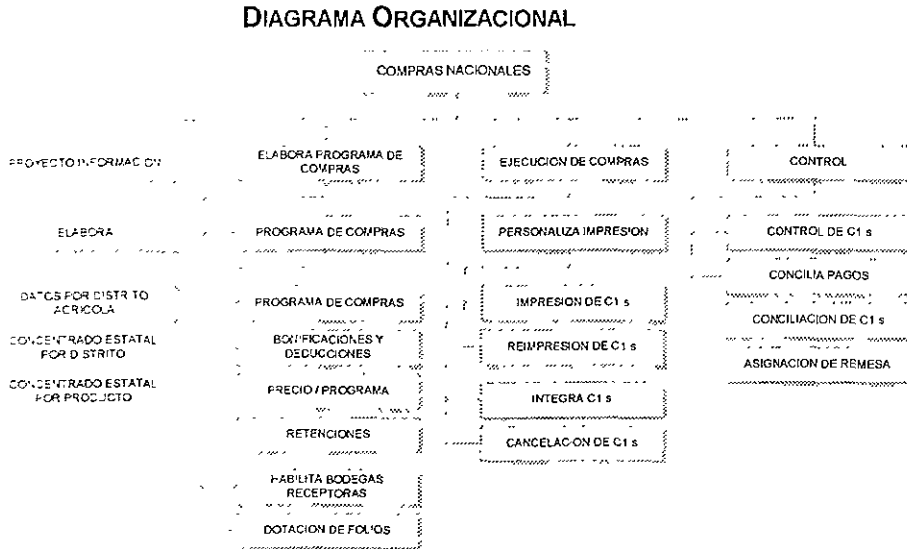 DIAGRAMA ORGANIZACIONAL
COMPRAS NACIONALES
PROYECTO INFORMACION
ELABORA PROGRAMA DE
COMPRAS
EJECUCION DE COMPRAS
CONTROL
ELABORA
PROGRAMA DE COMPRAS
PERSONALIZA IMPRESION
CONTROL DE C1 s
CONCILIA PAGOS
DATOS POR DISTRITO
AGRICOLA
PROGRAMA DE COMPRAS
IMPRESION DE C1 s
CONCILIACION DE C1 s
CONCENTRADO ESTATAL
POR DISTRITO
BONIFICACIONES Y
DEDUCCIONES
REIMPRESION DE C1 s
ASIGNACION DE REMESA
CONCENTRADO ESTATAL
POR PRODUCTO
PRECIO / PROGRAMA
INTEGRA C1 s
RETENCIONES
CANCELACION DE C1 s
HABILITA BODEGAS
RECEPTORAS
DOTACION DE FOLIOS